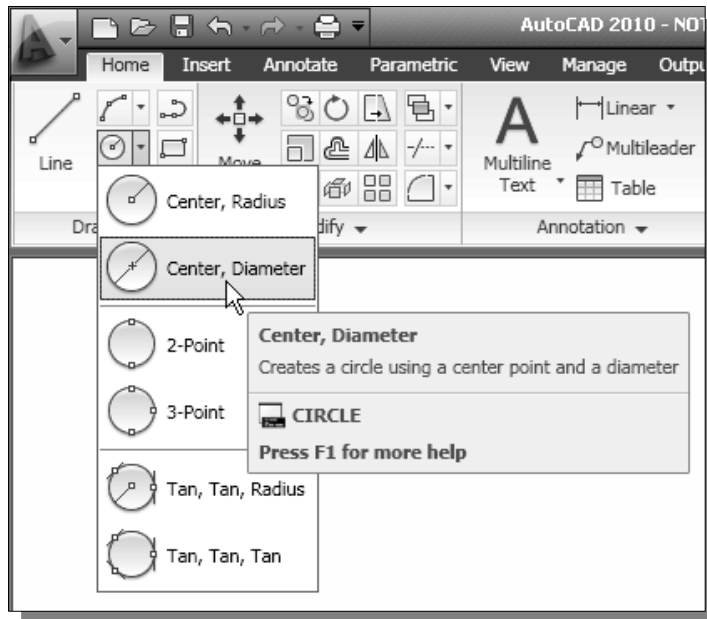 AutoCAD 2010 - NOT
Home Insert Annotate Parametric View Manage Outpu
Line
Move
Multiline
Text
Linear
Multileader
Table
Dra
dify
Annotation
Center, Radius
Center, Diameter
2-Point
3-Point
Tan, Tan, Radius
Tan, Tan, Tan
Center, Diameter
Creates a circle using a center point and a diameter
CIRCLE
Press F1 for more help